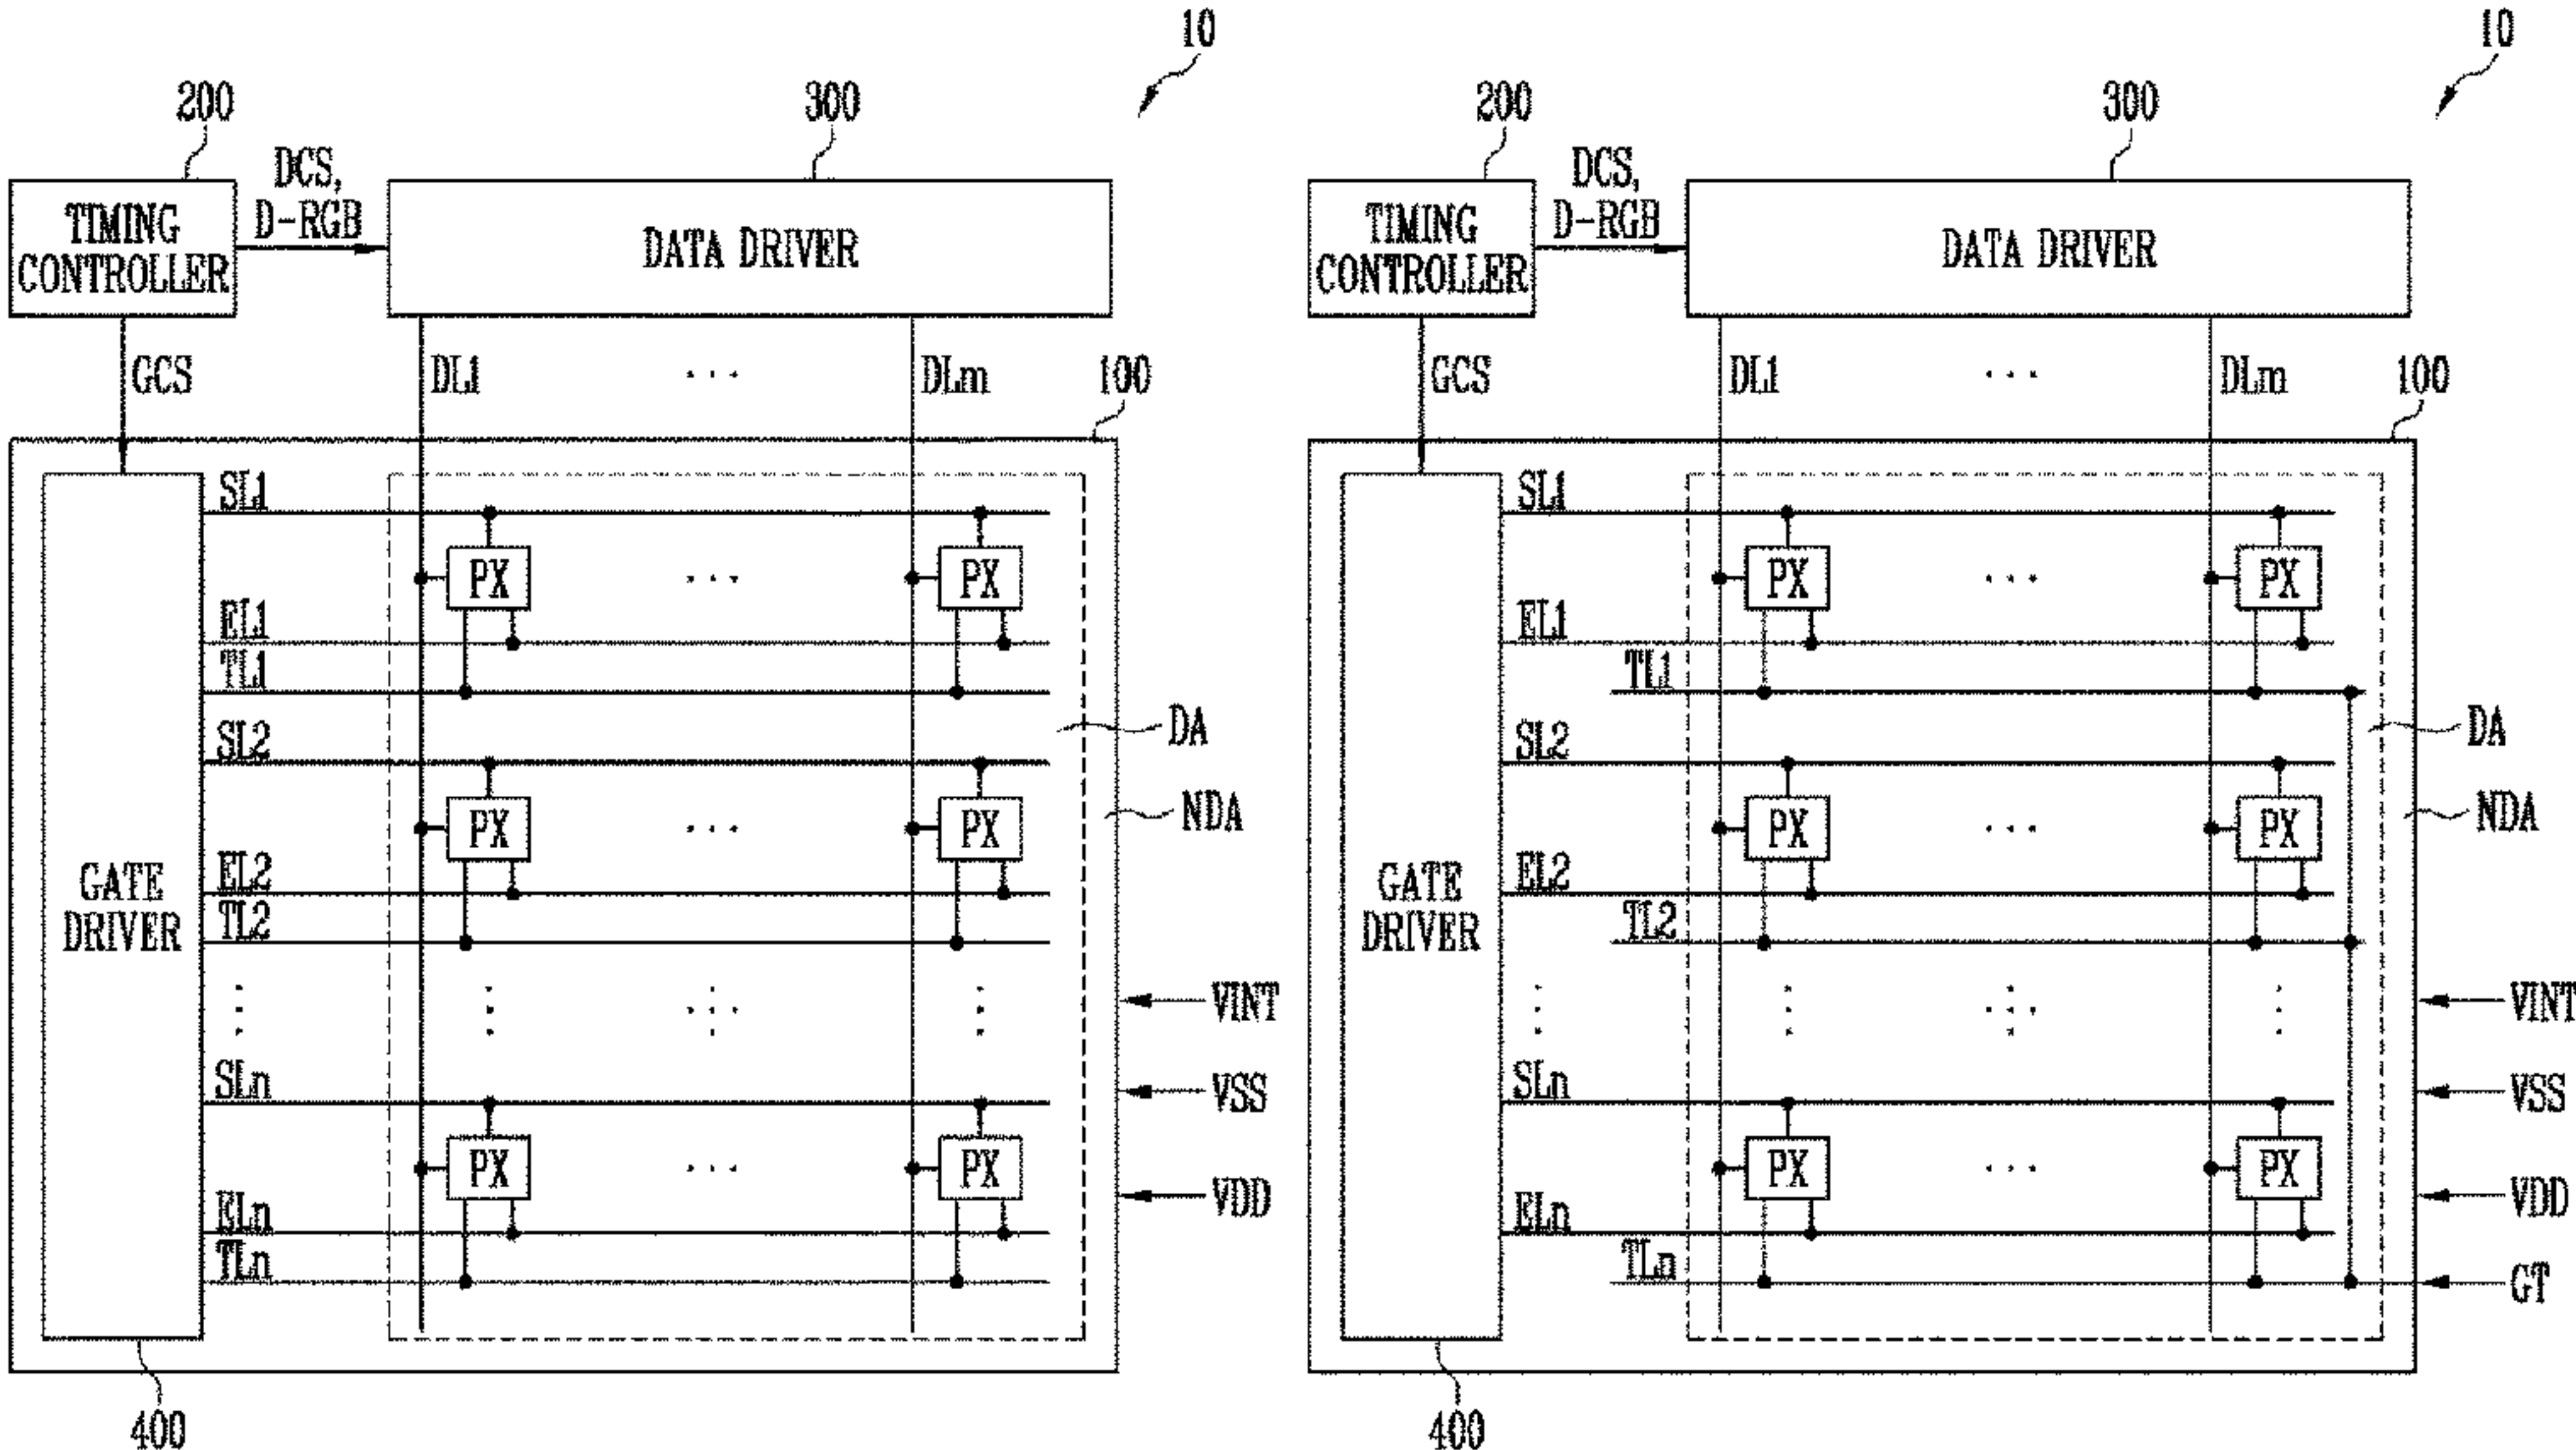 10
200
300
DCS,
D-RGB
TIMING
CONTROLLER
DATA DRIVER
GCS
DL1
...
DLm
100
SL1
PX
...
PX
EL1
TL1
DA
SL2
PX
...
PX
NDA
EL2
GATE
DRIVER
TL2
VINT
SLn
VSS
PX
...
PX
VDD
ELn
TLn
400
10
200
300
DCS,
D-RGB
TIMING
CONTROLLER
DATA DRIVER
GCS
DL1
...
DLm
100
SL1
PX
...
PX
EL1
TL1
DA
SL2
PX
...
PX
NDA
EL2
GATE
DRIVER
TL2
VINT
SLn
VSS
PX
...
PX
VDD
ELn
TLn
GT
400